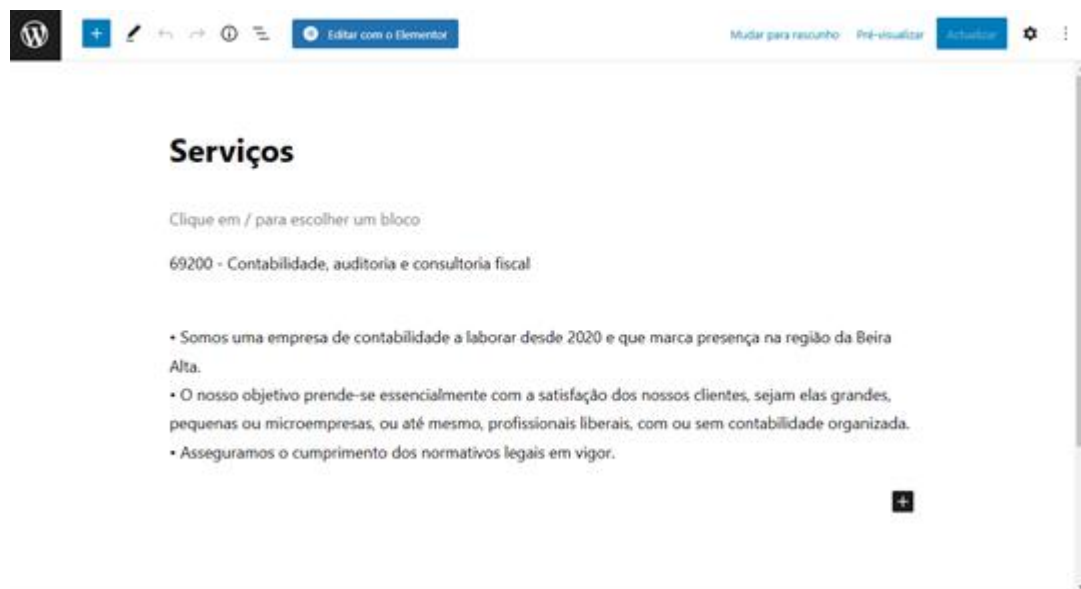 Editar com o Elementor
Mudar para rascunho Pré-visualizar Actualizar
Serviços
Clique em / para escolher um bloco
69200 - Contabilidade, auditoria e consultoria fiscal
• Somos uma empresa de contabilidade a laborar desde 2020 e que marca presença na região da Beira
Alta.
• O nosso objetivo prende-se essencialmente com a satisfação dos nossos clientes, sejam elas grandes,
pequenas ou microempresas, ou até mesmo, profissionais liberais, com ou sem contabilidade organizada.
• Asseguramos o cumprimento dos normativos legais em vigor.